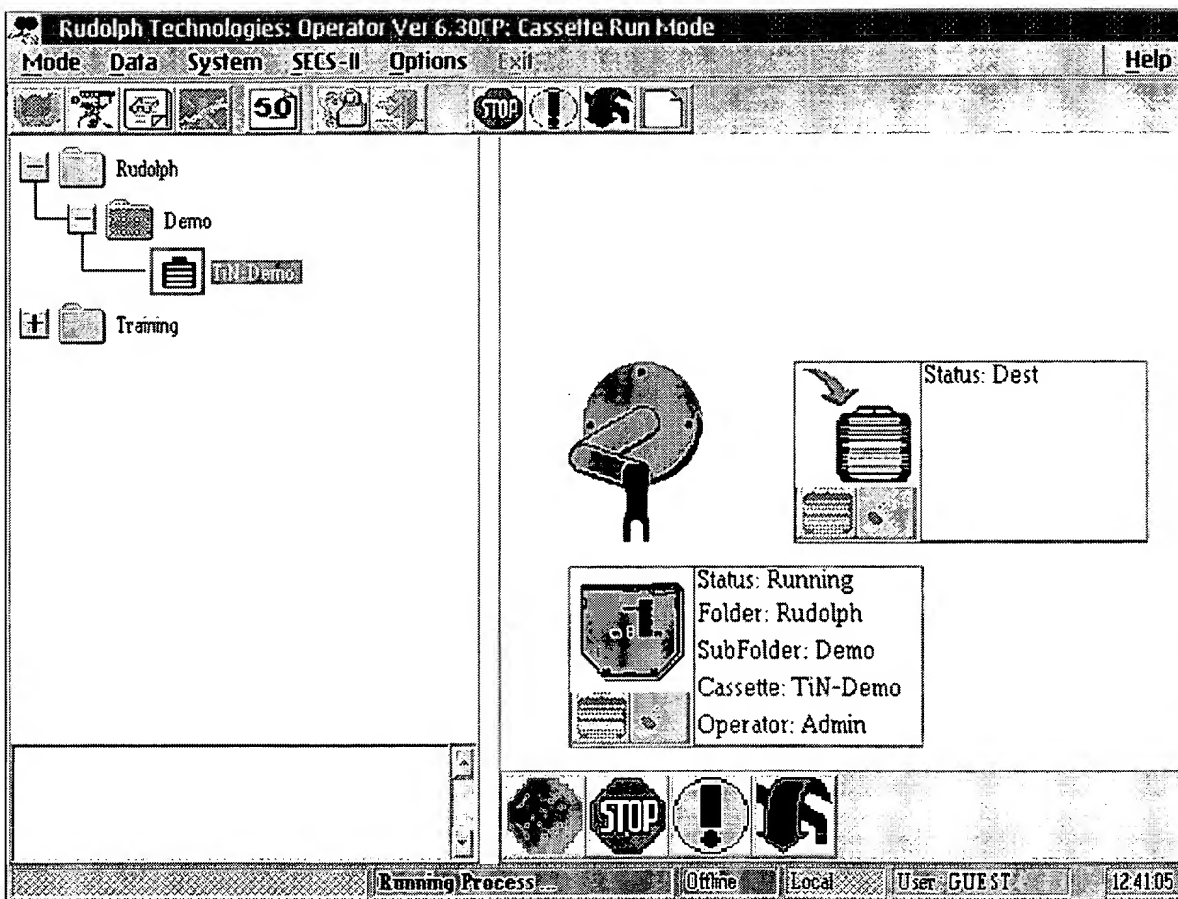 Rudolph Technologies: Operator Ver 6.30CP: Cassette Run Mode
Mode Data System SECS-II Options Exit Help
50 STOP
Rudolph
Demo
TiN-Demo
Training
Status: Dest
Status: Running
Folder: Rudolph
SubFolder: Demo
Cassette: TiN-Demo
Operator: Admin
STOP
Running Process... Offline Local User GUEST 12:41:05